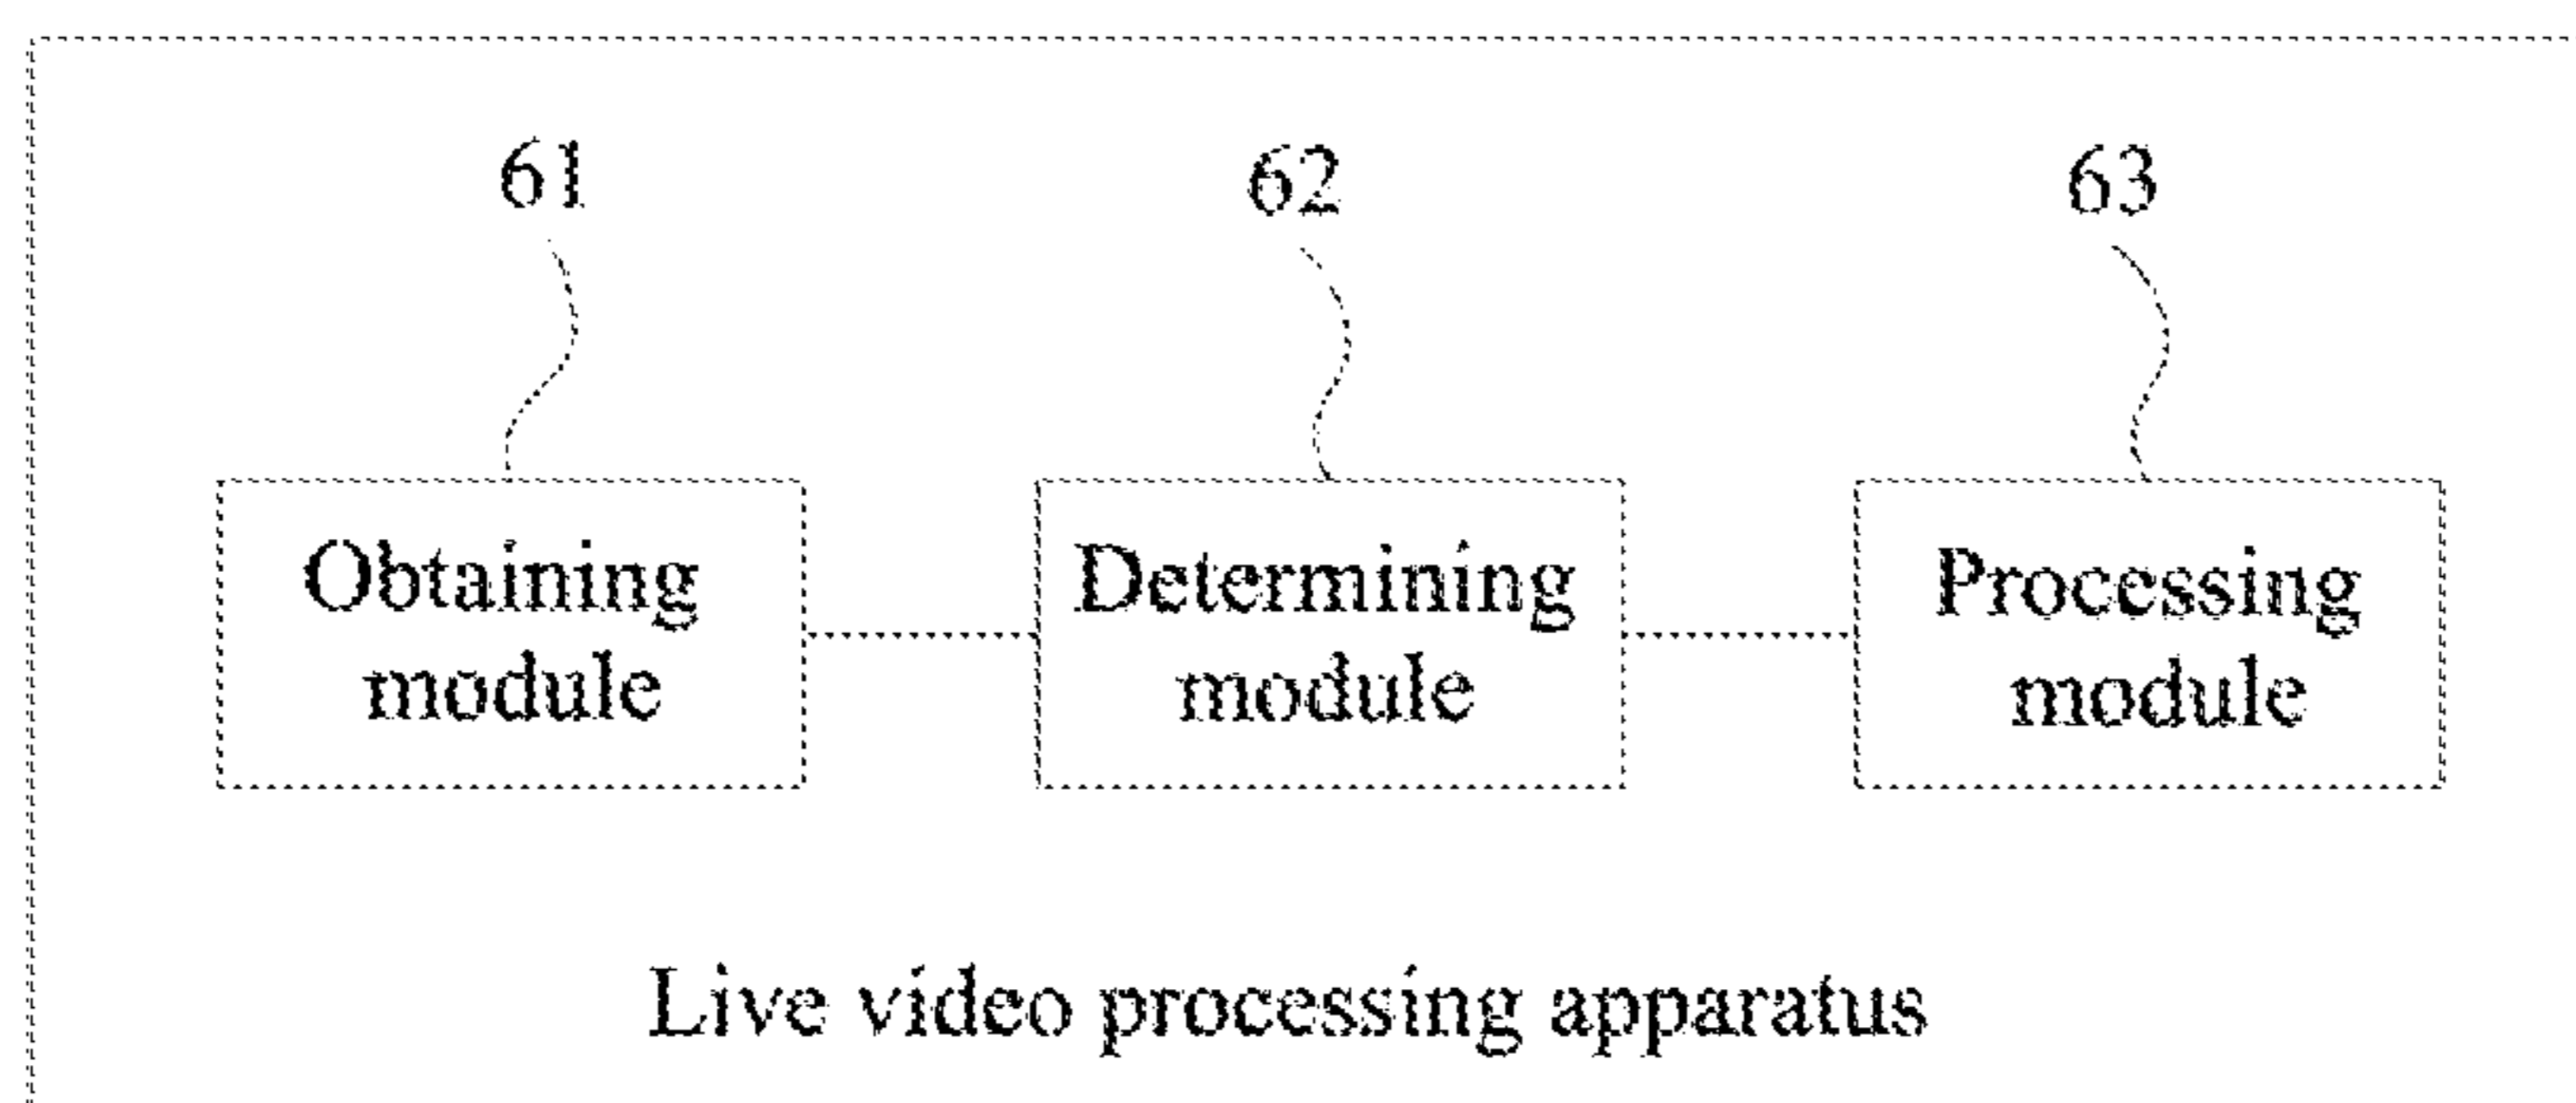 61 62 63
Obtaining Determining Processing
module module module
Live video processing apparatus